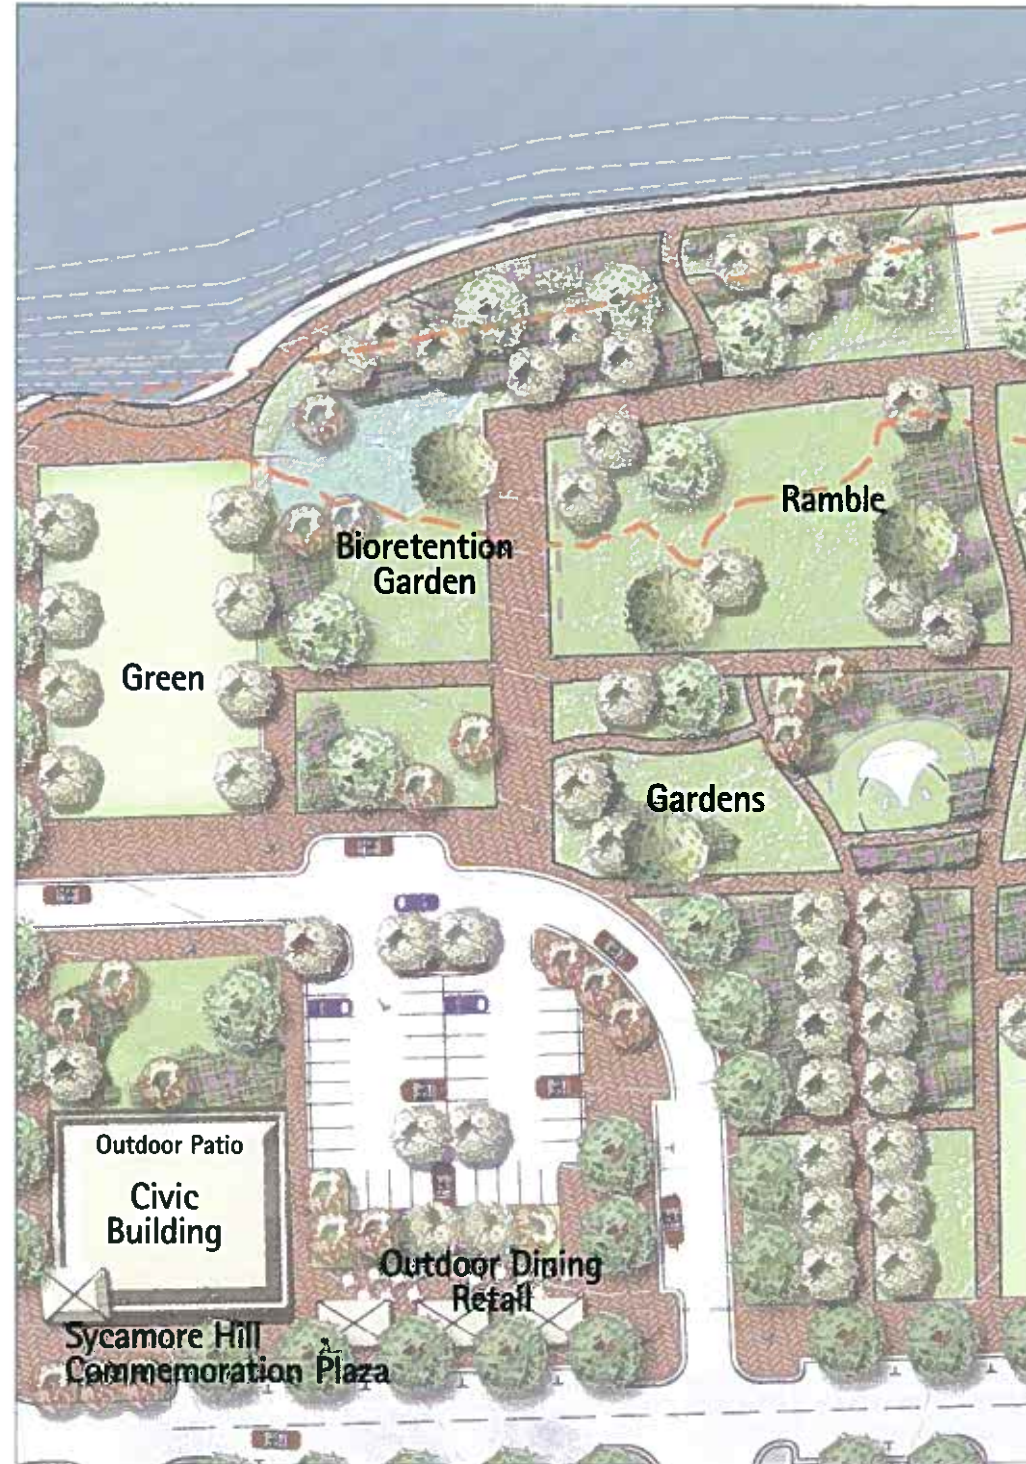 Ramble
Bioretention
Garden
Green
Gardens
Outdoor Patio
Civic
Building
Outdoor Dining
Retail
Sycamore Hill
Commemoration Plaza